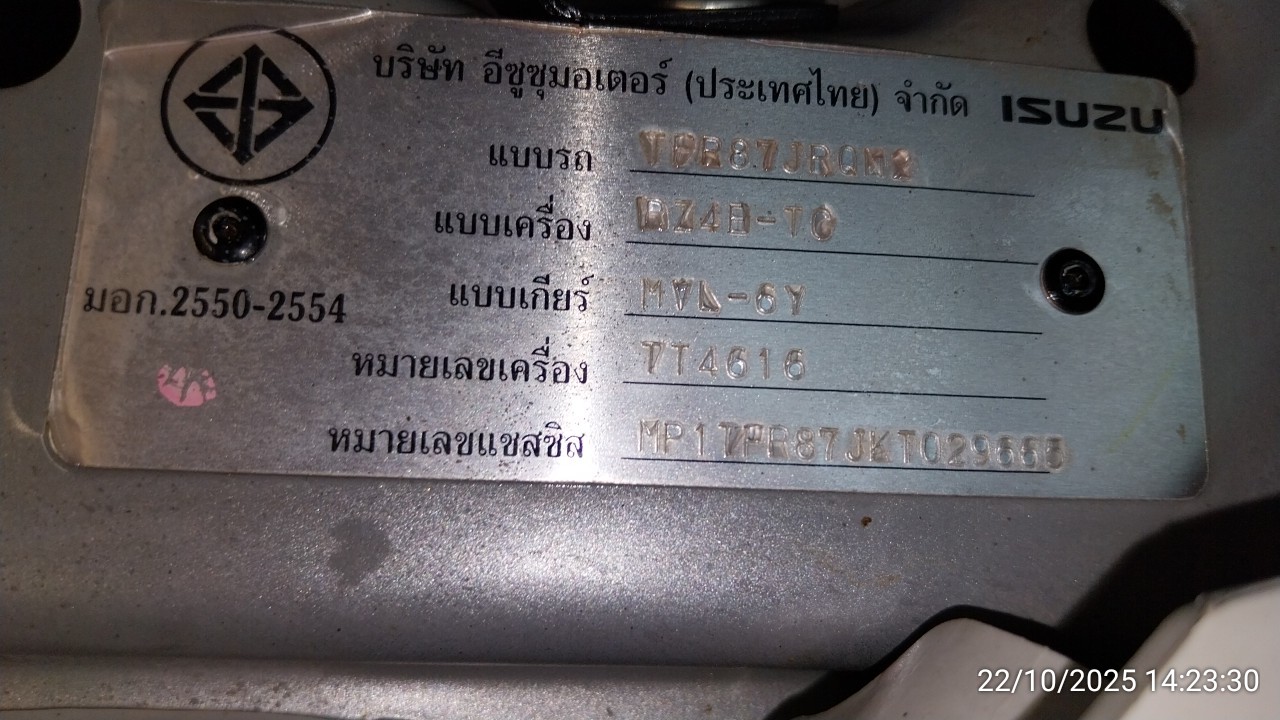 บริษัท อีซูซุมอเตอร์ (ประเทศไทย) จำกัด ISUZU
แบบรถ TFR87JRQM2
แบบเครื่อง RZ4E-TC
มอก.2550-2554
แบบเกียร์ MVL-6Y
หมายเลขเครื่อง TT4616
หมายเลขแชสซิส
22/10/2025 14:23:30